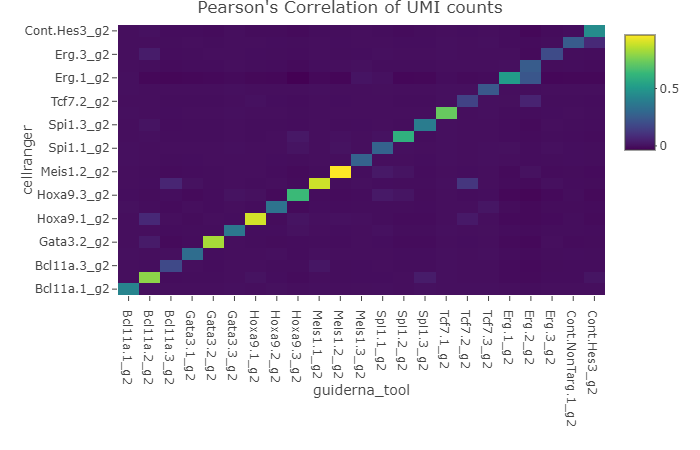 Pearson's Correlation of UMI counts
Cont.Hes3_g2
Erg.3_g2
Erg.1_g2
Tcf7.2_g2
Spi1.3_g2
Spi1.1_g2
Meis1.2_g2
Hoxa9.3_g2
Hoxa9.1_g2
Gata3.2_g2
Bcl11a.3_g2
Bcl11a.1_g2
cellranger
0.5
0
Bcl11a.1_g2
Bcl11a.2_g2
Bcl11a.3_g2
Gata3.1_g2
Gata3.2_g2
Gata3.3_g2
Hoxa9.1_g2
Hoxa9.2_g2
Hoxa9.3_g2
Meis1.1_g2
Meis1.2_g2
Meis1.3_g2
Spi1.1_g2
Spi1.2_g2
Spi1.3_g2
Tcf7.1_g2
Tcf7.2_g2
Tcf7.3_g2
Erg.1_g2
Erg.2_g2
Erg.3_g2
Cont.NonTarg.1_g2
Cont.Hes3_g2
guiderna_tool